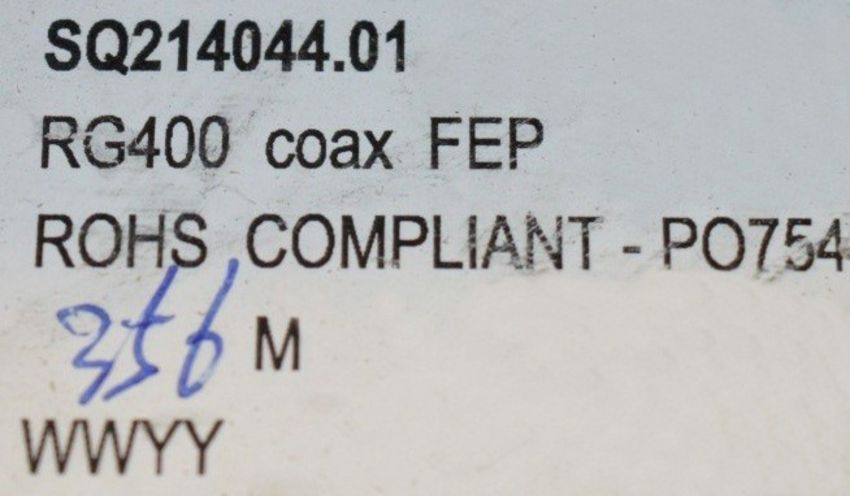 SQ214044.01
RG400 coax FEP
ROHS COMPLIANT - PO754
356 M
WWYY